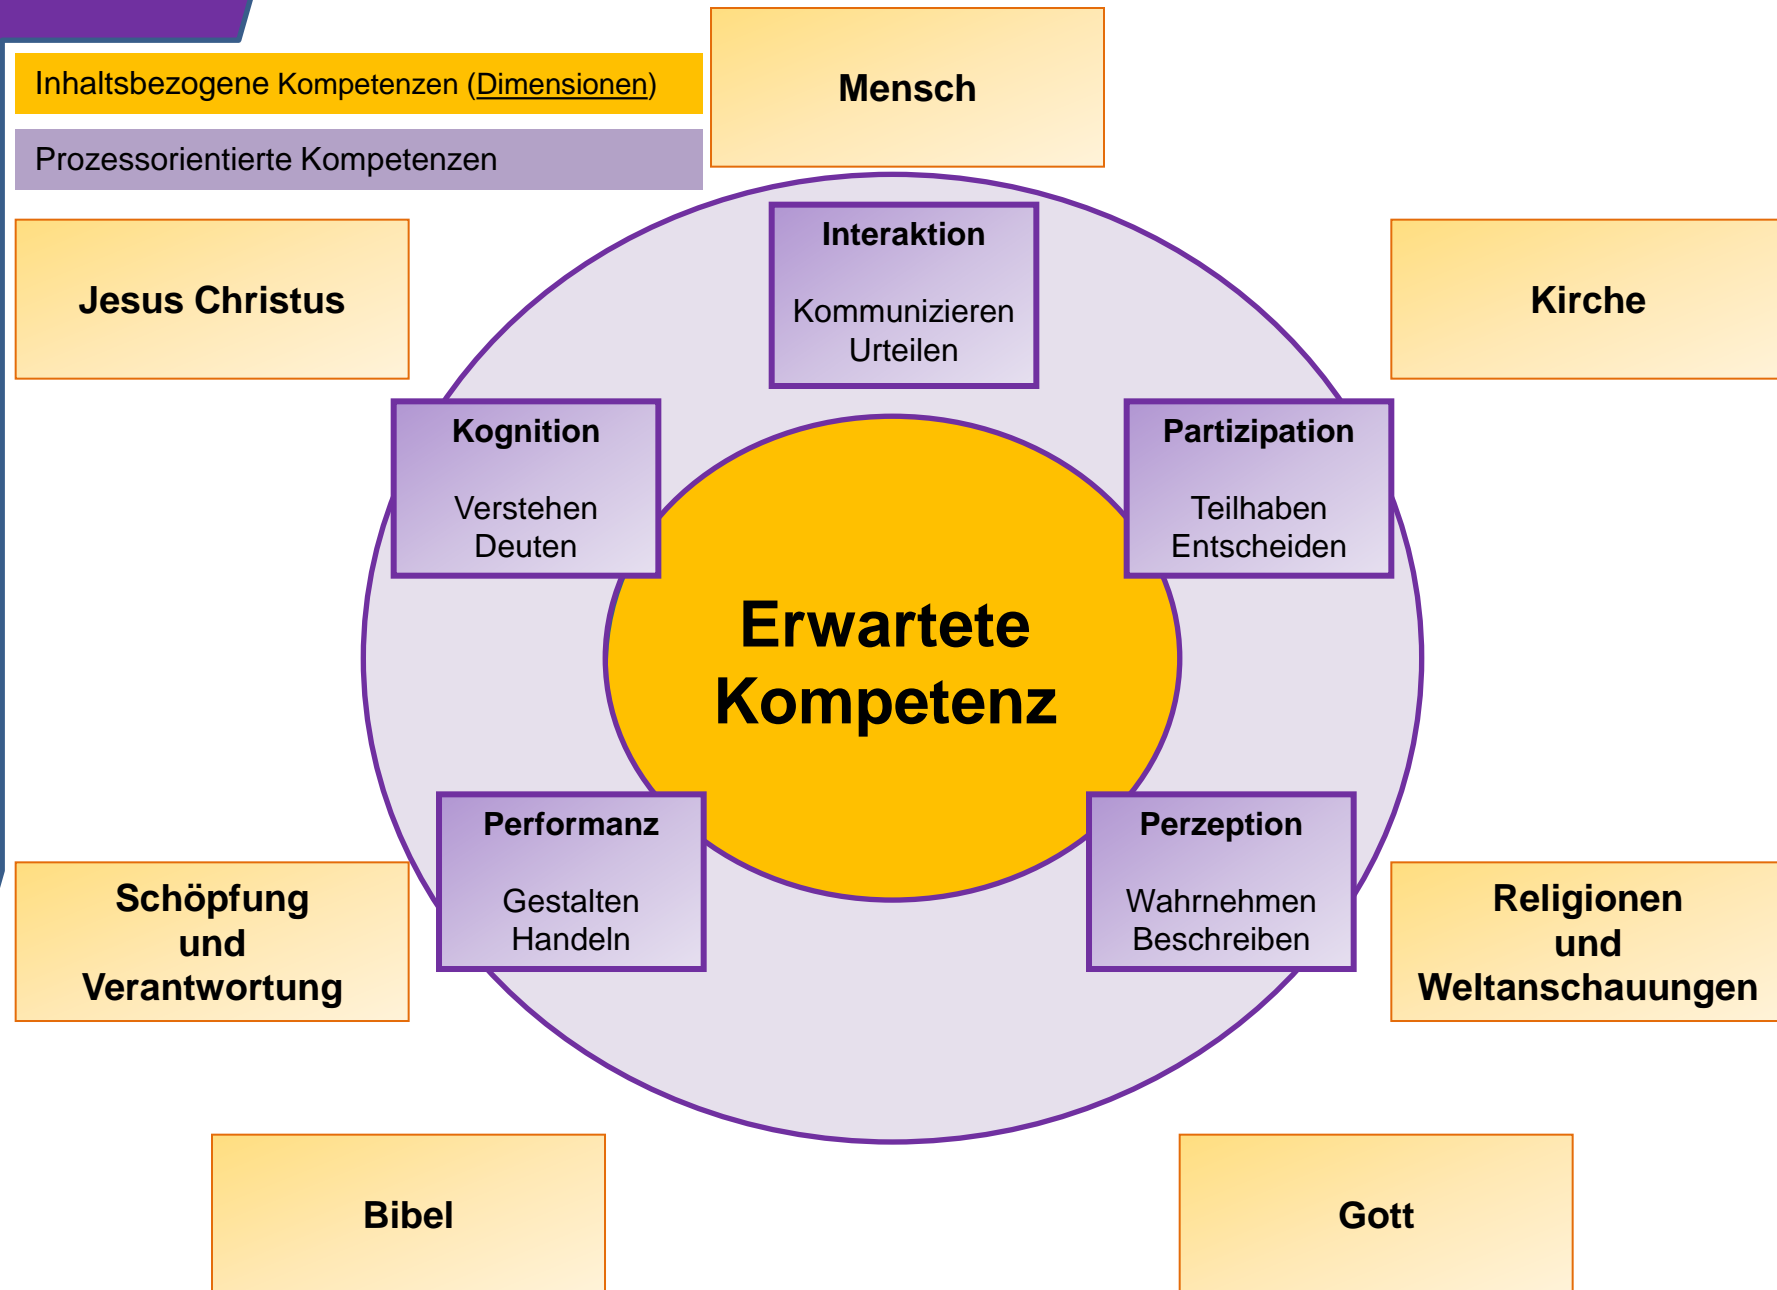 Inhaltsbezogene Kompetenzen (Dimensionen)
Prozessorientierte Kompetenzen
Mensch
Jesus Christus
Kirche
Interaktion
Kommunizieren
Urteilen
Kognition
Verstehen
Deuten
Partizipation
Teilhaben
Entscheiden
Erwartete
Kompetenz
Performanz
Gestalten
Handeln
Perzeption
Wahrnehmen
Beschreiben
Schöpfung
und
Verantwortung
Religionen
und
Weltanschauungen
Bibel
Gott